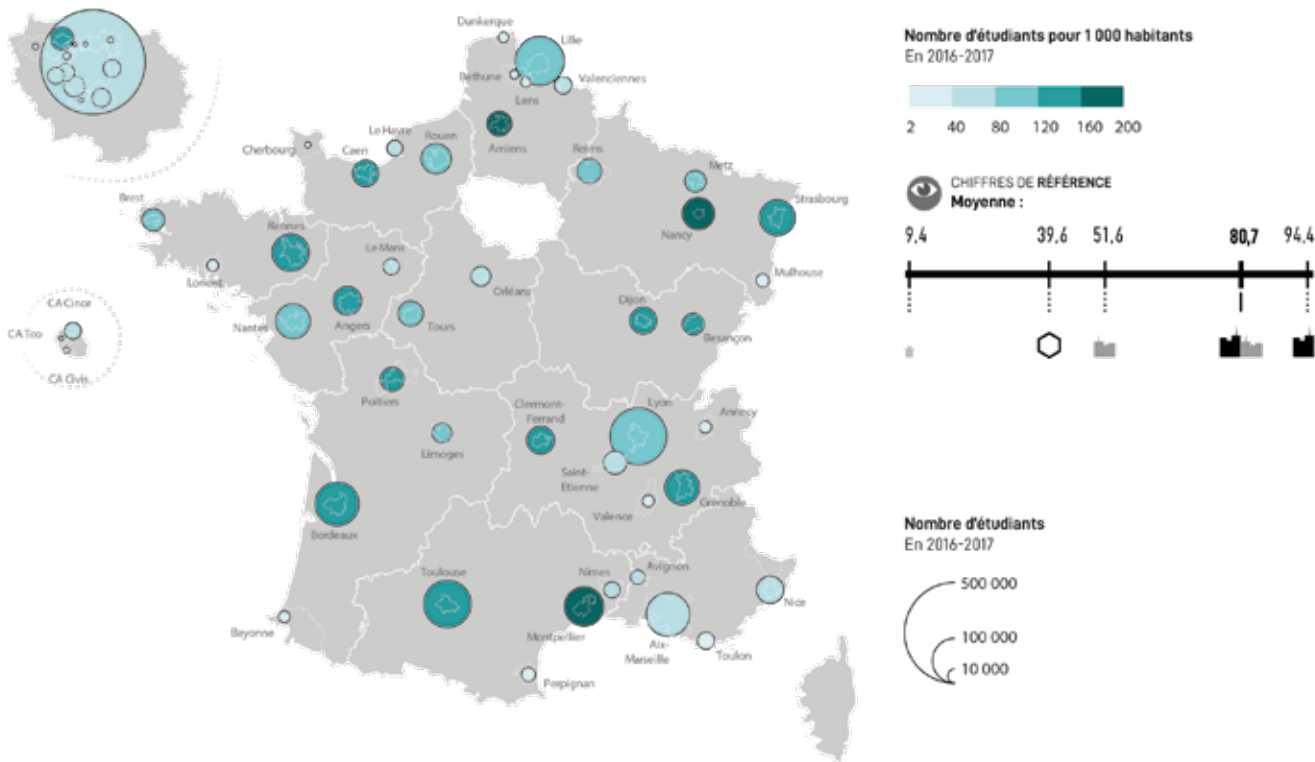 Dunkerque
Lille
Béthune
Valenciennes
Lens
Le Havre
Rouen
Amiens
Cherbourg
Caen
Reims
Metz
Strasbourg
Brest
Nancy
Rennes
Le Mans
Mulhouse
Lorient
Orléans
CA Cinor
Dijon
CA Tco
Nantes
Angers
Tours
Besançon
CA Civis
Poitiers
Clermont-
Ferrand
Lyon
Annecy
Limoges
Saint-
Etienne
Valence
Grenoble
Bordeaux
Toulouse
Nîmes
Avignon
Nice
Bayonne
Montpellier
Aix-
Marseille
Toulon
Perpignan
Nombre d'étudiants pour 1 000 habitants
En 2016-2017
2 40 80 120 160 200
CHIFFRES DE RÉFÉRENCE
Moyenne :
9,4 39,6 51,6 80,7 94,4
Nombre d'étudiants
En 2016-2017
500 000
100 000
10 000